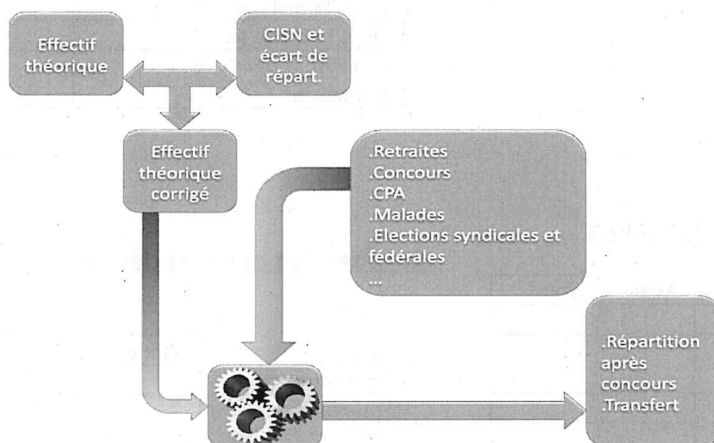 Effectif
théorique
CISN et
écart de
répart.
Effectif
théorique
corrigé
.Retraites
.Concours
.CPA
.Malades
.Elections syndicales et
fédérales
...
.Répartition
après
concours
.Transfert